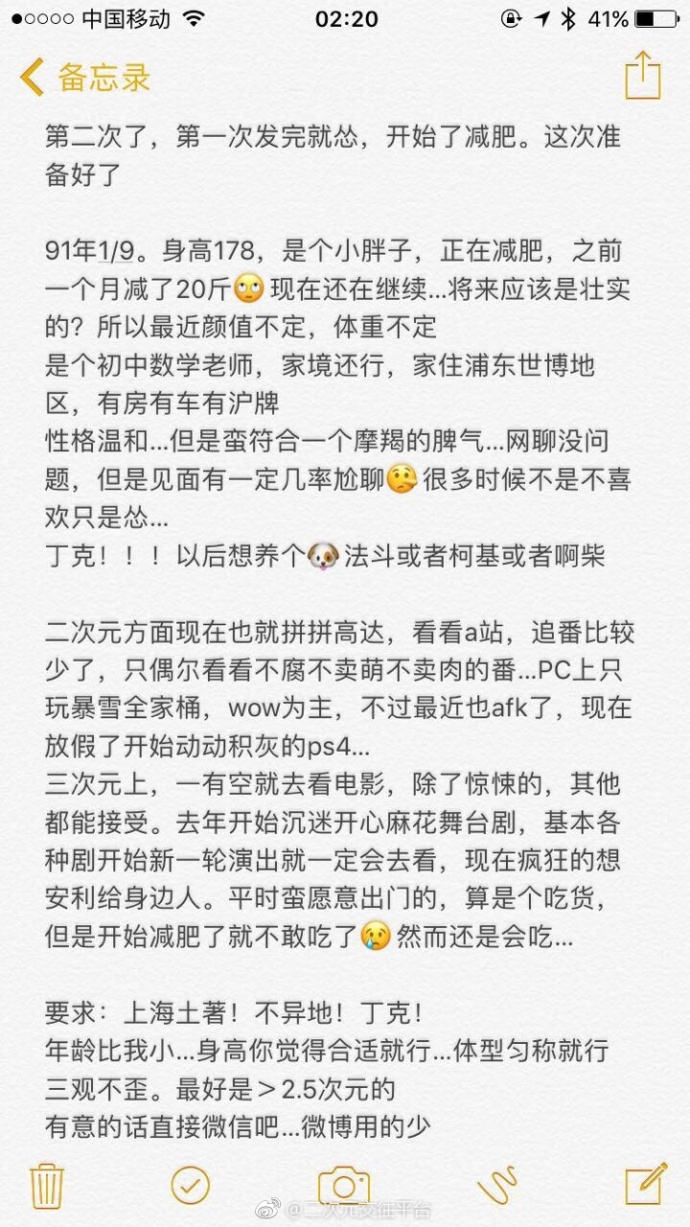 中国移动 02:20 41%
备忘录
第二次了，第一次发完就怂，开始了减肥。这次准
备好了
91年1/9。身高178，是个小胖子，正在减肥，之前
一个月减了20斤🙄现在还在继续...将来应该是壮实
的？所以最近颜值不定，体重不定
是个初中数学老师，家境还行，家住浦东世博地
区，有房有车有沪牌
性格温和...但是蛮符合一个摩羯的脾气...网聊没问
题，但是见面有一定几率尬聊🤥很多时候不是不喜
欢只是怂...
丁克！！！以后想养个🐶法斗或者柯基或者啊柴
二次元方面现在也就拼拼高达，看看a站，追番比较
少了，只偶尔看看不腐不卖萌不卖肉的番...PC上只
玩暴雪全家桶，wow为主，不过最近也afk了，现在
放假了开始动动积灰的ps4...
三次元上，一有空就去看电影，除了惊悚的，其他
都能接受。去年开始沉迷开心麻花舞台剧，基本各
种剧开始新一轮演出就一定会去看，现在疯狂的想
安利给身边人。平时蛮愿意出门的，算是个吃货，
但是开始减肥了就不敢吃了😢然而还是会吃...
要求：上海土著！不异地！丁克！
年龄比我小...身高你觉得合适就行...体型匀称就行
三观不歪。最好是＞2.5次元的
有意的话直接微信吧...微博用的少
@二次元交往平台